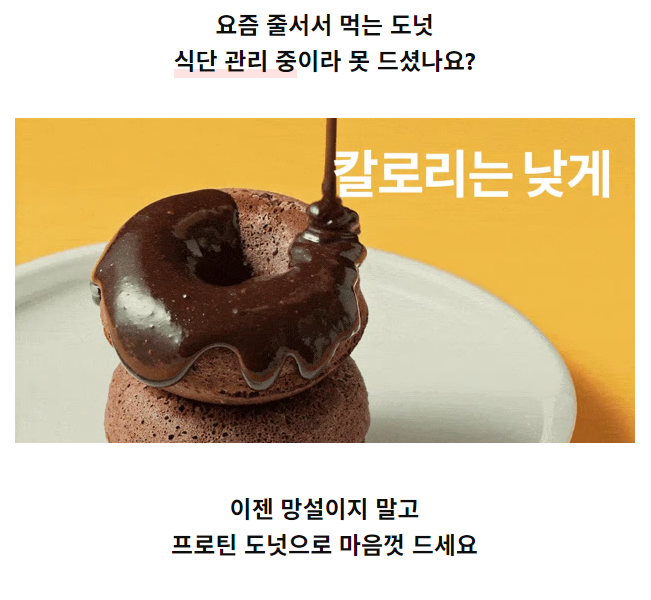 요즘 줄서서 먹는 도넛
식단 관리 중이라 못 드셨나요?
칼로리는 낮게
이젠 망설이지 말고
프로틴 도넛으로 마음껏 드세요